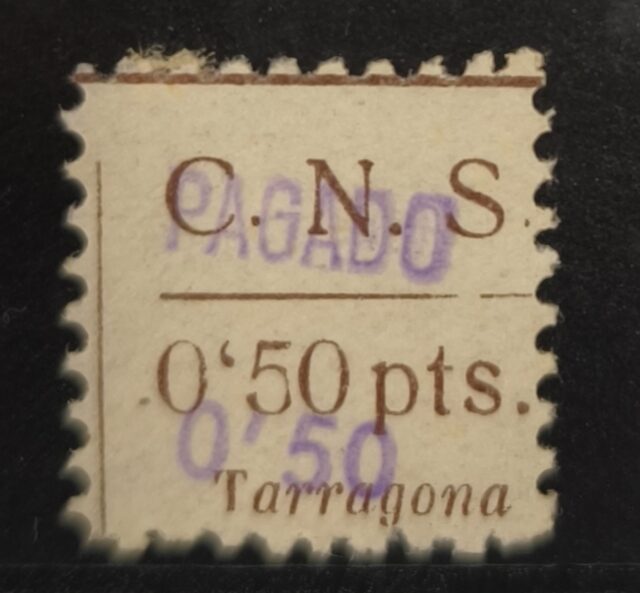 C. N. S.
PAGADO
0‘50 pts.
0'50
Tarragona